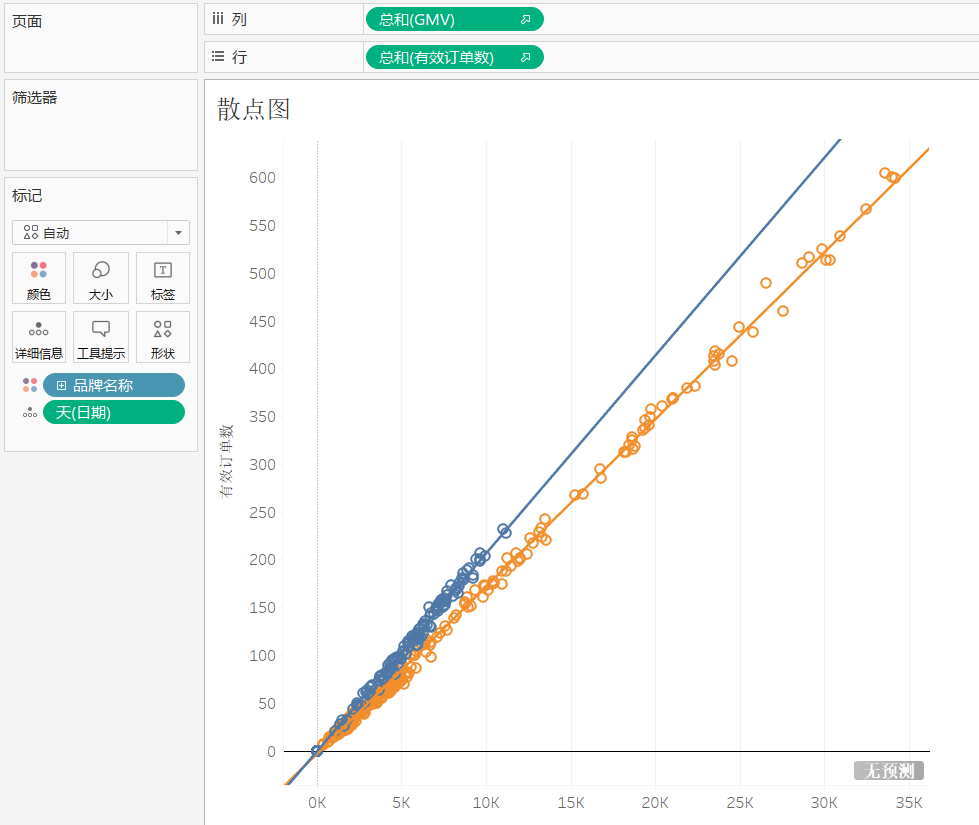 页面
列
总和(GMV)
行
总和(有效订单数)
筛选器
标记
自动
颜色
大小
标签
详细信息
工具提示
形状
品牌名称
天(日期)
散点图
有效订单数
600
550
500
450
400
350
300
250
200
150
100
50
0
0K
5K
10K
15K
20K
25K
30K
35K
无预测